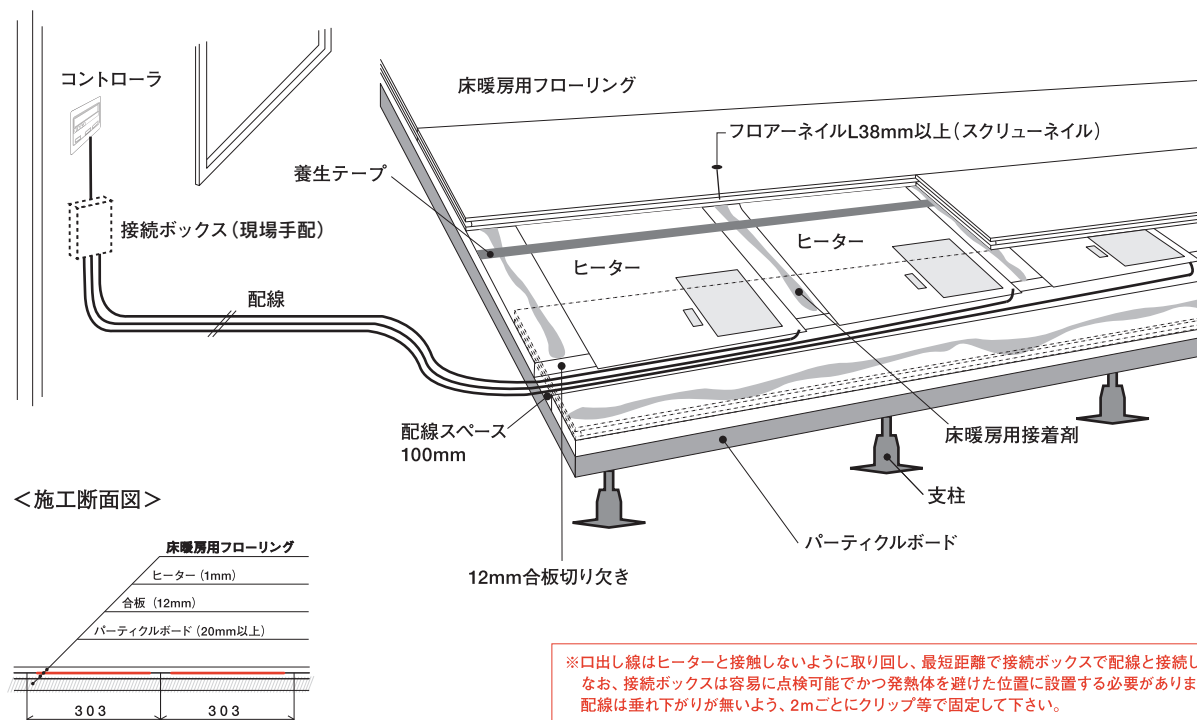 コントローラ
床暖房用フローリング
フロアーネイルL38mm以上（スクリューネイル）
養生テープ
接続ボックス（現場手配）
ヒーター
ヒーター
配線
配線スペース
100mm
床暖房用接着剤
支柱
パーティクルボード
12mm合板切り欠き
＜施工断面図＞
床暖房用フローリング
ヒーター（1mm）
合板（12mm）
パーティクルボード（20mm以上）
303
303
※口出し線はヒーターと接触しないように取り回し、最短距離で接続ボックスで配線と接続し
なお、接続ボックスは容易に点検可能でかつ発熱体を避けた位置に設置する必要がありま
配線は垂れ下がりが無いよう、2mごとにクリップ等で固定して下さい。